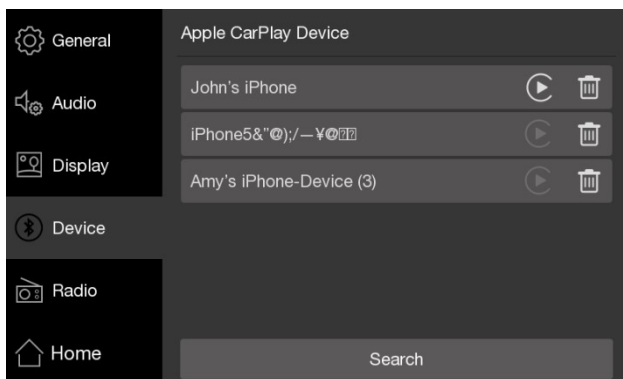 General
Audio
Display
Device
Radio
Home
Apple CarPlay Device
John's iPhone
iPhone5&"@);/—¥@⍰⍰
Amy's iPhone-Device (3)
Search